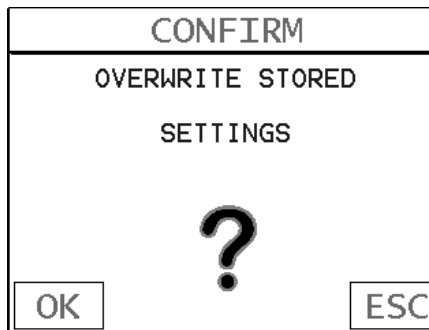 CONFIRM
OVERWRITE STORED
SETTINGS
?
OK ESC